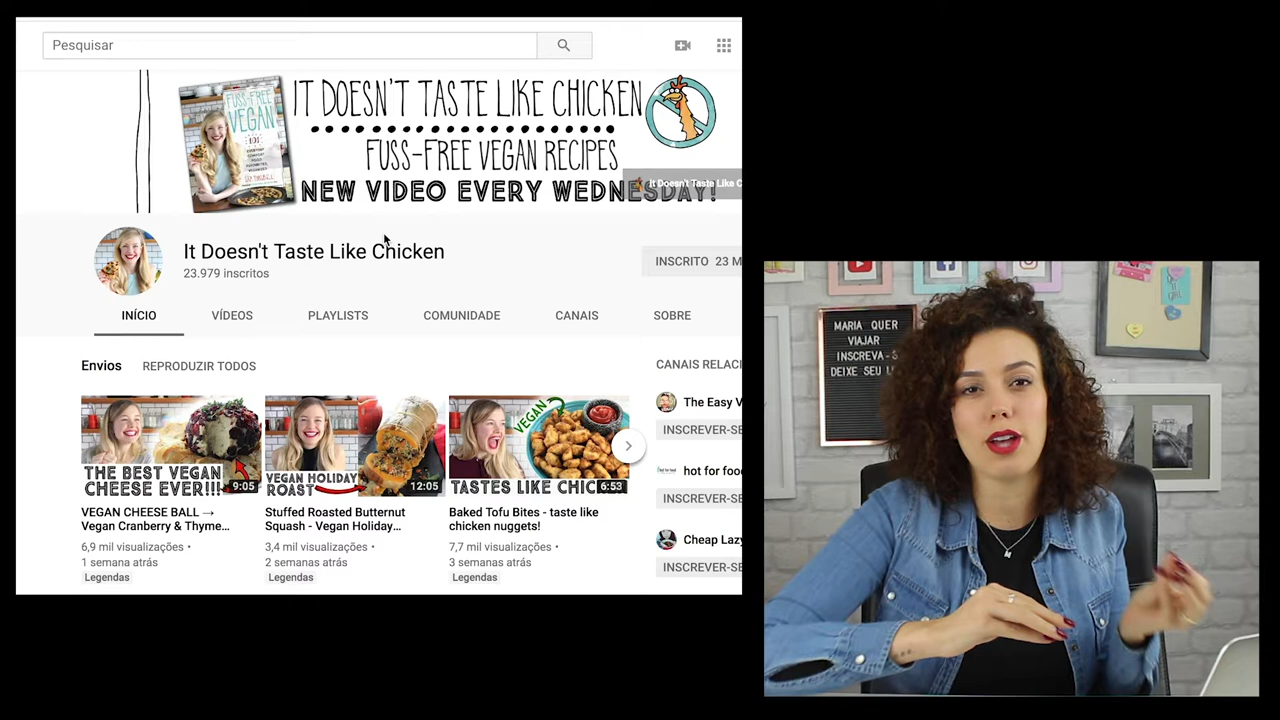 Pesquisar
FUSS-FREE
VEGAN
101
IT DOESN'T TASTE LIKE CHICKEN
FUSS-FREE VEGAN RECIPES
NEW VIDEO EVERY WEDNESDAY!
It Doesn't Taste Like C
It Doesn't Taste Like Chicken
23.979 inscritos
INSCRITO 23 M
INÍCIO VÍDEOS PLAYLISTS COMUNIDADE CANAIS SOBRE
Envios REPRODUZIR TODOS
CANAIS RELACI
THE BEST VEGAN
CHEESE EVER!!!
9:05
VEGAN HOLIDAY
ROAST
12:05
VEGAN
TASTES LIKE CHIC
6:53
VEGAN CHEESE BALL →
Vegan Cranberry & Thyme...
6,9 mil visualizações •
1 semana atrás
Legendas
Stuffed Roasted Butternut
Squash - Vegan Holiday...
3,4 mil visualizações •
2 semanas atrás
Legendas
Baked Tofu Bites - taste like
chicken nuggets!
7,7 mil visualizações •
3 semanas atrás
Legendas
The Easy V
INSCREVER-SE
hot for food
INSCREVER-SE
Cheap Lazy
INSCREVER-SE
MARIA QUER
VIAJAR
INSCREVA-S
DEIXE SEU L